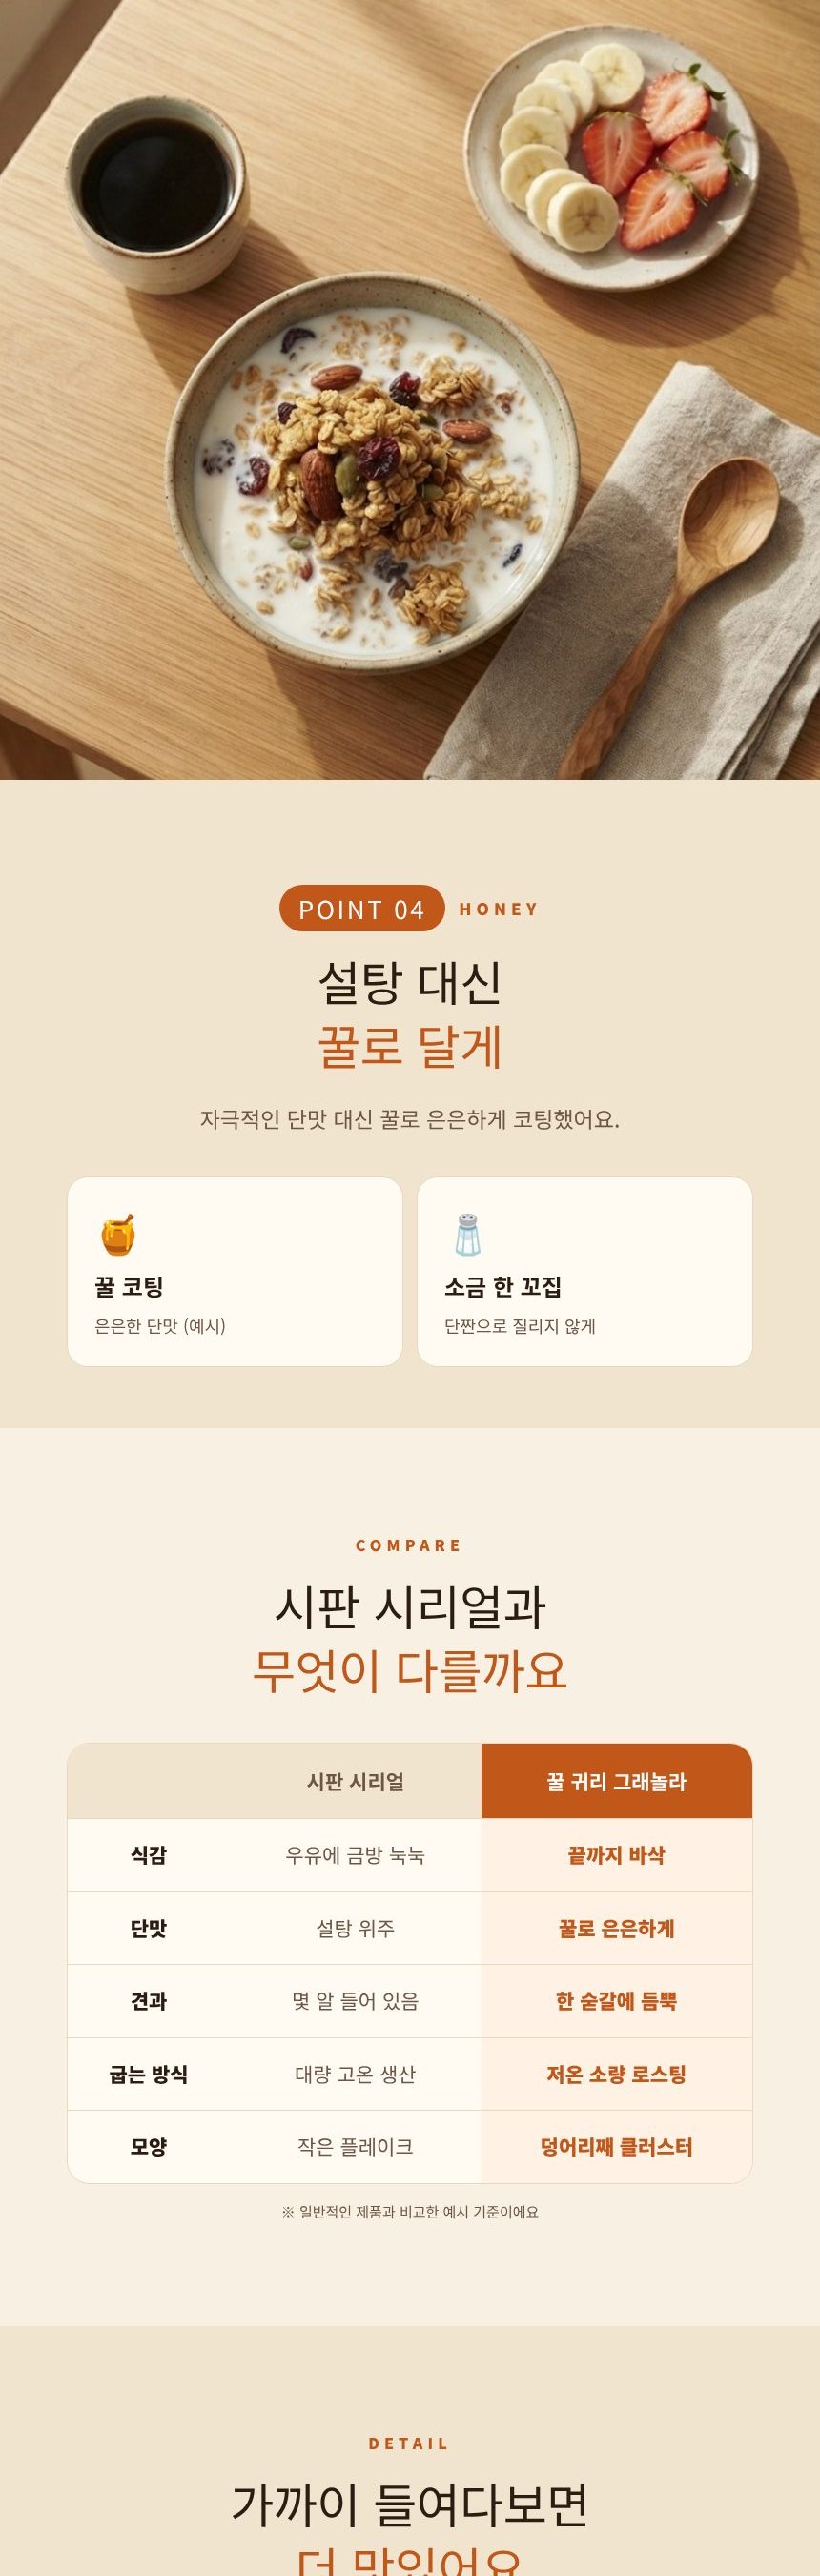 POINT 04 HONEY
설탕 대신
꿀로 달게
자극적인 단맛 대신 꿀로 은은하게 코팅했어요.
꿀 코팅
은은한 단맛 (예시)
소금 한 꼬집
단짠으로 질리지 않게
COMPARE
시판 시리얼과
무엇이 다를까요
시판 시리얼 꿀 귀리 그래놀라
식감 우유에 금방 눅눅 끝까지 바삭
단맛 설탕 위주 꿀로 은은하게
견과 몇 알 들어 있음 한 숟갈에 듬뿍
굽는 방식 대량 고온 생산 저온 소량 로스팅
모양 작은 플레이크 덩어리째 클러스터
※ 일반적인 제품과 비교한 예시 기준이에요
DETAIL
가까이 들여다보면
더 맛있어요